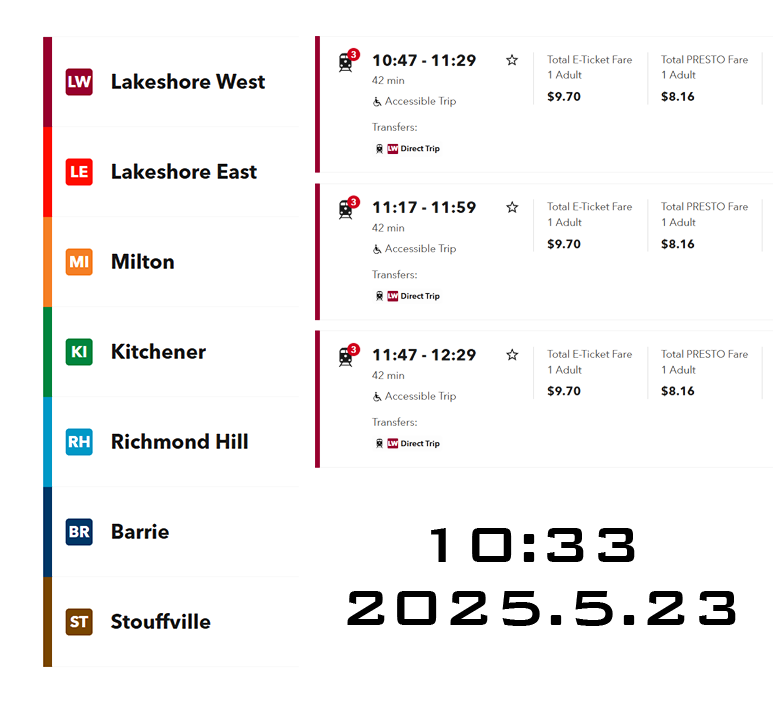 LW Lakeshore West
LE Lakeshore East
MI Milton
KI Kitchener
RH Richmond Hill
BR Barrie
ST Stouffville
3 10:47 - 11:29
42 min
Accessible Trip
Transfers:
LW Direct Trip
Total E-Ticket Fare
1 Adult
$9.70
Total PRESTO Fare
1 Adult
$8.16
3 11:17 - 11:59
42 min
Accessible Trip
Transfers:
LW Direct Trip
Total E-Ticket Fare
1 Adult
$9.70
Total PRESTO Fare
1 Adult
$8.16
3 11:47 - 12:29
42 min
Accessible Trip
Transfers:
LW Direct Trip
Total E-Ticket Fare
1 Adult
$9.70
Total PRESTO Fare
1 Adult
$8.16
10:33
2025.5.23